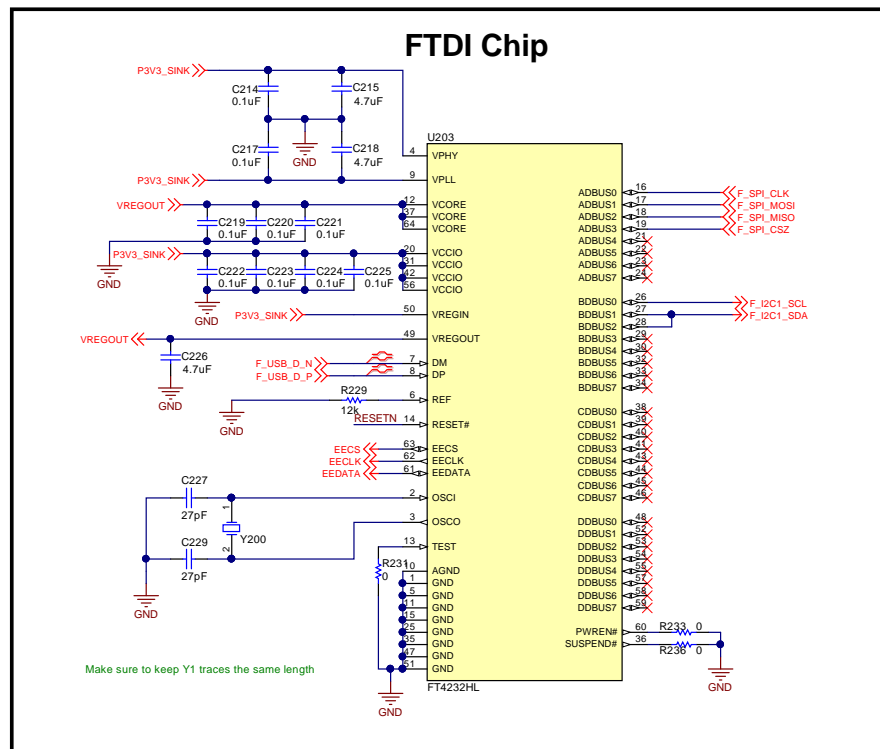 FTDI Chip
P3V3_SINK
C214
0.1uF
C215
4.7uF
GND
C217
0.1uF
C218
4.7uF
P3V3_SINK
VREGOUT
C219
0.1uF
C220
0.1uF
C221
0.1uF
GND
P3V3_SINK
C222
0.1uF
C223
0.1uF
C224
0.1uF
C225
0.1uF
GND
P3V3_SINK
VREGOUT
C226
4.7uF
GND
F_USB_D_N
F_USB_D_P
R229
12k
GND
RESETN
EECS
EECLK
EEDATA
C227
27pF
1
2
Y200
C229
27pF
GND
R231
0
GND
Make sure to keep Y1 traces the same length
U203
4 VPHY
9 VPLL
12 VCORE
37 VCORE
64 VCORE
20 VCCIO
31 VCCIO
42 VCCIO
56 VCCIO
50 VREGIN
49 VREGOUT
7 DM
8 DP
6 REF
14 RESET#
63 EECS
62 EECLK
61 EEDATA
2 OSCI
3 OSCO
13 TEST
10 AGND
1 GND
5 GND
11 GND
15 GND
25 GND
35 GND
47 GND
51 GND
FT4232HL
ADBUS0 16 F_SPI_CLK
ADBUS1 17 F_SPI_MOSI
ADBUS2 18 F_SPI_MISO
ADBUS3 19 F_SPI_CSZ
ADBUS4 21
ADBUS5 22
ADBUS6 23
ADBUS7 24
BDBUS0 26 F_I2C1_SCL
BDBUS1 27 F_I2C1_SDA
BDBUS2 28
BDBUS3 29
BDBUS4 30
BDBUS5 32
BDBUS6 33
BDBUS7 34
CDBUS0 38
CDBUS1 39
CDBUS2 40
CDBUS3 41
CDBUS4 43
CDBUS5 44
CDBUS6 45
CDBUS7 46
DDBUS0 48
DDBUS1 52
DDBUS2 53
DDBUS3 54
DDBUS4 55
DDBUS5 57
DDBUS6 58
DDBUS7 59
PWREN# 60 R233 0
SUSPEND# 36 R236 0
GND